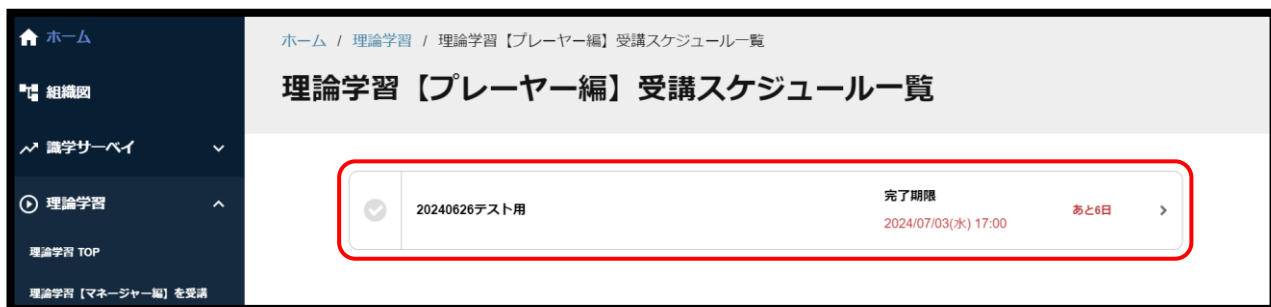 ホーム
組織図
識学サーベイ
理論学習
理論学習 TOP
理論学習【マネージャー編】を受講
ホーム / 理論学習 / 理論学習【プレーヤー編】受講スケジュール一覧
理論学習【プレーヤー編】受講スケジュール一覧
20240626テスト用
完了期限
2024/07/03(水) 17:00
あと6日